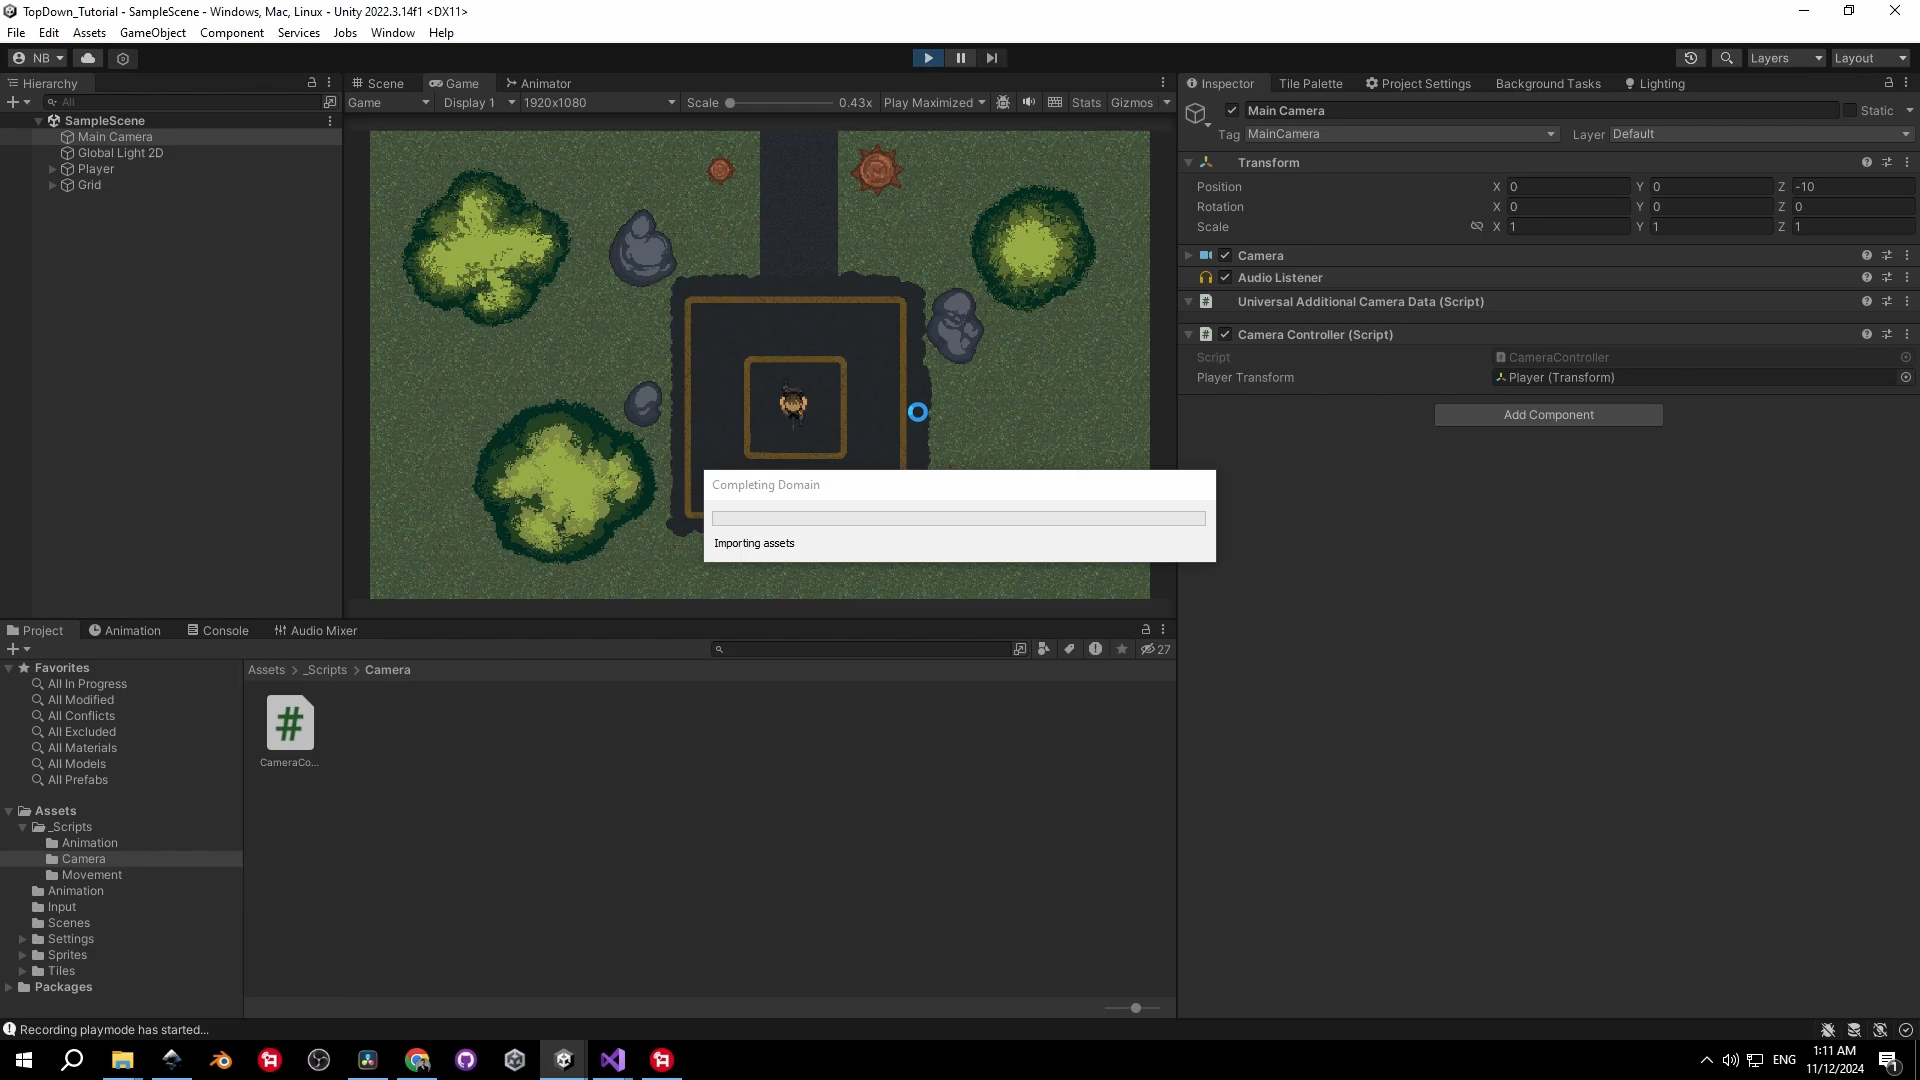 TopDown_Tutorial - SampleScene - Windows, Mac, Linux - Unity 2022.3.14f1 <DX11>
File Edit Assets GameObject Component Services Jobs Window Help
NB Layers Layout
Hierarchy Scene Game Animator Inspector Tile Palette Project Settings Background Tasks Lighting
All Game Display 1 1920x1080 Scale 0.43x Play Maximized Stats Gizmos
SampleScene
Main Camera
Global Light 2D
Player
Grid
Main Camera Static
Tag MainCamera Layer Default
Transform
Position X 0 Y 0 Z -10
Rotation X 0 Y 0 Z 0
Scale X 1 Y 1 Z 1
Camera
Audio Listener
# Universal Additional Camera Data (Script)
# Camera Controller (Script)
Script CameraController
Player Transform Player (Transform)
Add Component
Completing Domain
Importing assets
Project Animation Console Audio Mixer
27
Favorites
All In Progress
All Modified
All Conflicts
All Excluded
All Materials
All Models
All Prefabs
Assets
_Scripts
Animation
Camera
Movement
Animation
Input
Scenes
Settings
Sprites
Tiles
Packages
Assets > _Scripts > Camera
#
CameraCo...
Recording playmode has started...
ENG 1:11 AM
11/12/2024
1